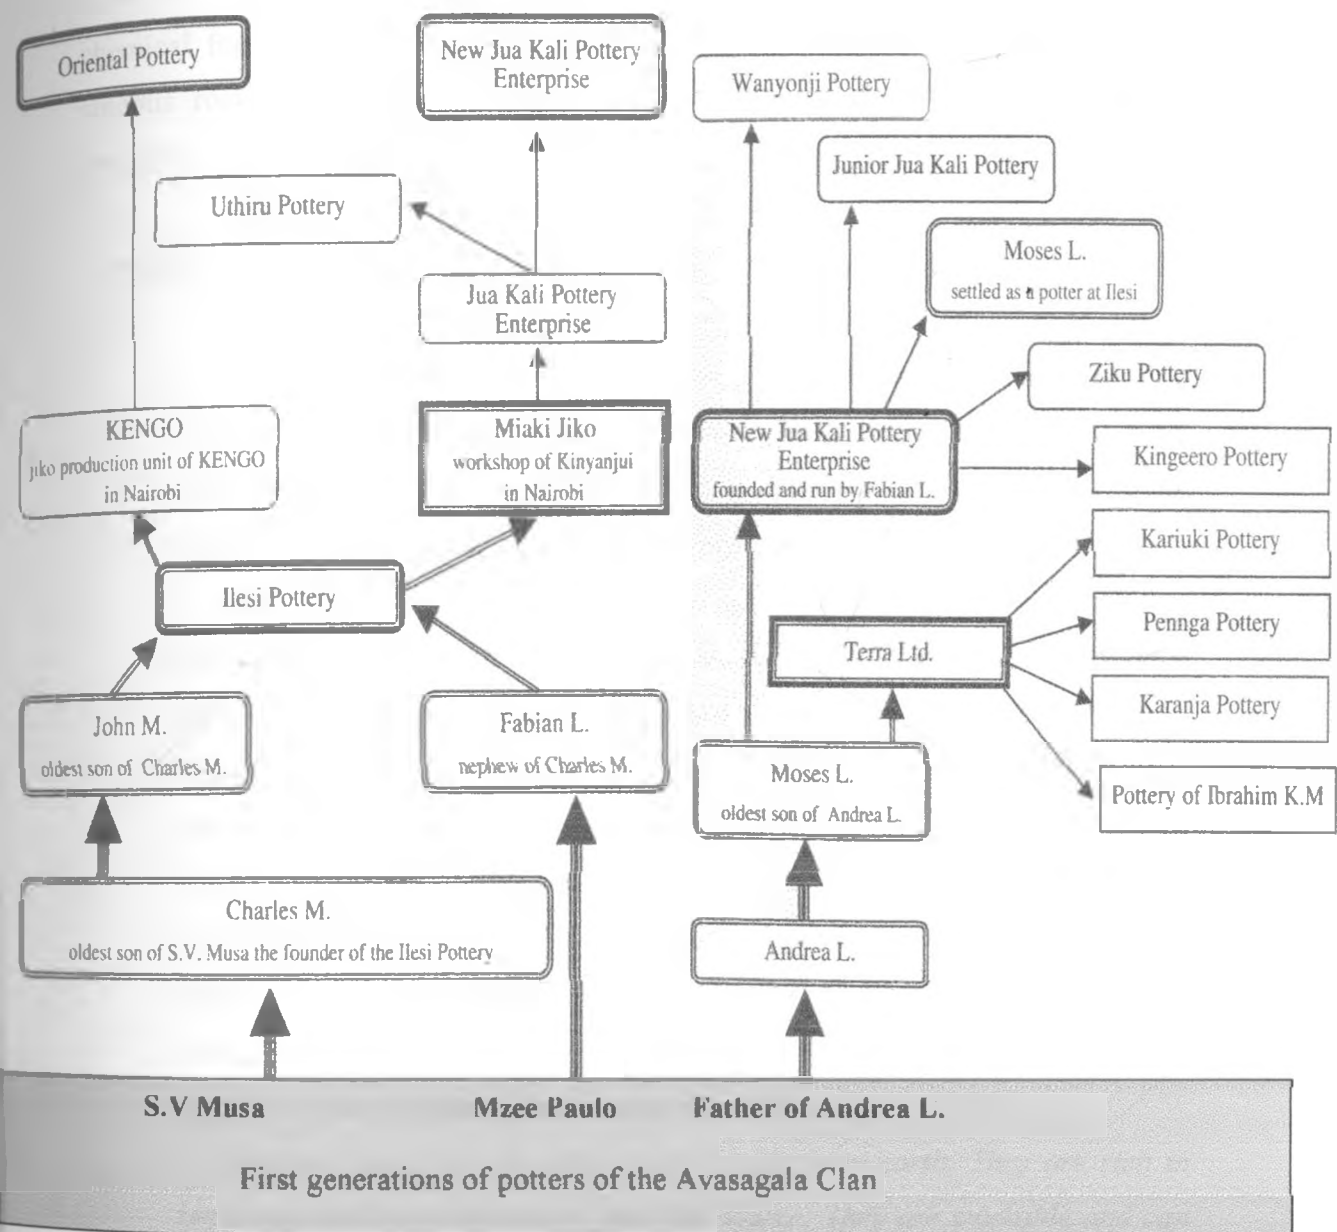 Oriental Pottery
New Jua Kali Pottery
Enterprise
Wanyonji Pottery
Junior Jua Kali Pottery
Uthiru Pottery
Moses L.
settled as a potter at Ilesi
Jua Kali Pottery
Enterprise
Ziku Pottery
KENGO
jiko production unit of KENGO
in Nairobi
Miaki Jiko
workshop of Kinyanjui
in Nairobi
New Jua Kali Pottery
Enterprise
founded and run by Fabian L.
Kingeero Pottery
Kariuki Pottery
Ilesi Pottery
Pennga Pottery
Terra Ltd.
Karanja Pottery
John M.
oldest son of Charles M.
Fabian L.
nephew of Charles M.
Moses L.
oldest son of Andrea L.
Pottery of Ibrahim K.M
Charles M.
oldest son of S.V. Musa the founder of the Ilesi Pottery
Andrea L.
S.V Musa
Mzee Paulo
Father of Andrea L.
First generations of potters of the Avasagala Clan